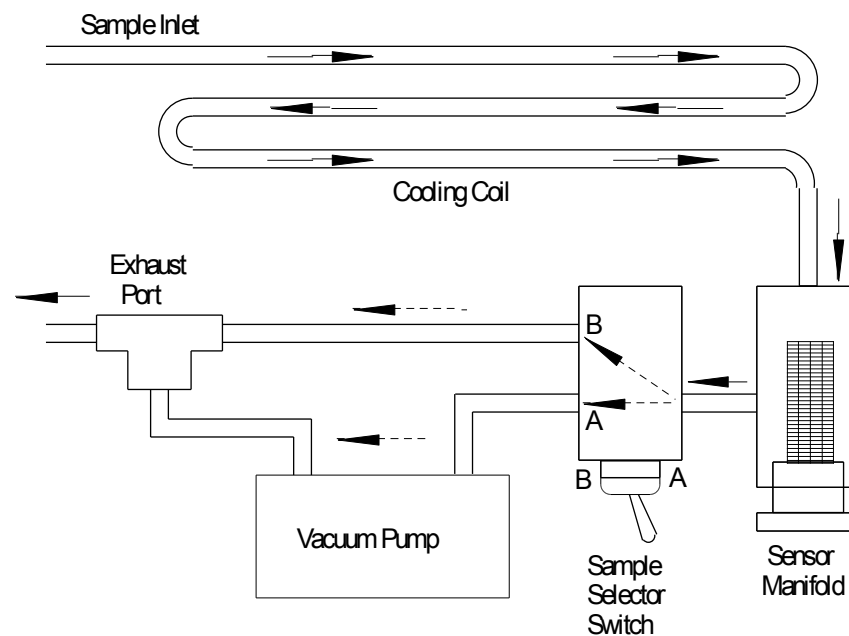 Sample Inlet
Cooling Coil
Exhaust
Port
B
A
B
A
Vacuum Pump
Sample
Selector
Switch
Sensor
Manifold